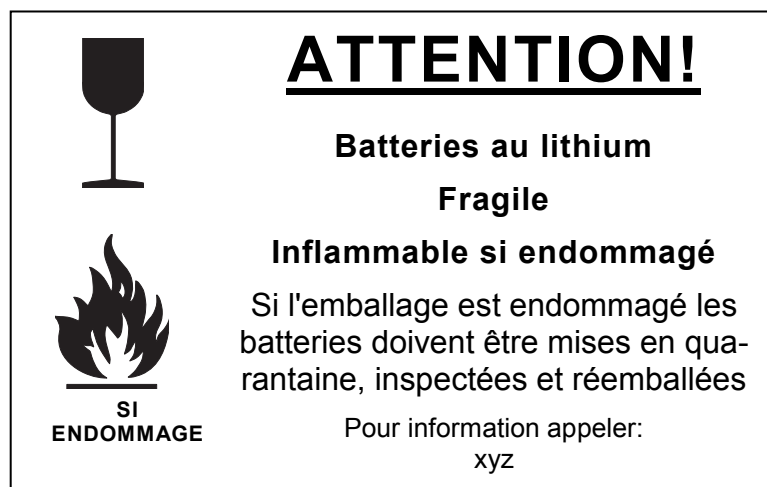 ATTENTION!
Batteries au lithium
Fragile
Inflammable si endommagé
Si l'emballage est endommagé les
batteries doivent être mises en qua-
rantaine, inspectées et réemballées
Pour information appeler:
xyz
SI
ENDOMMAGE